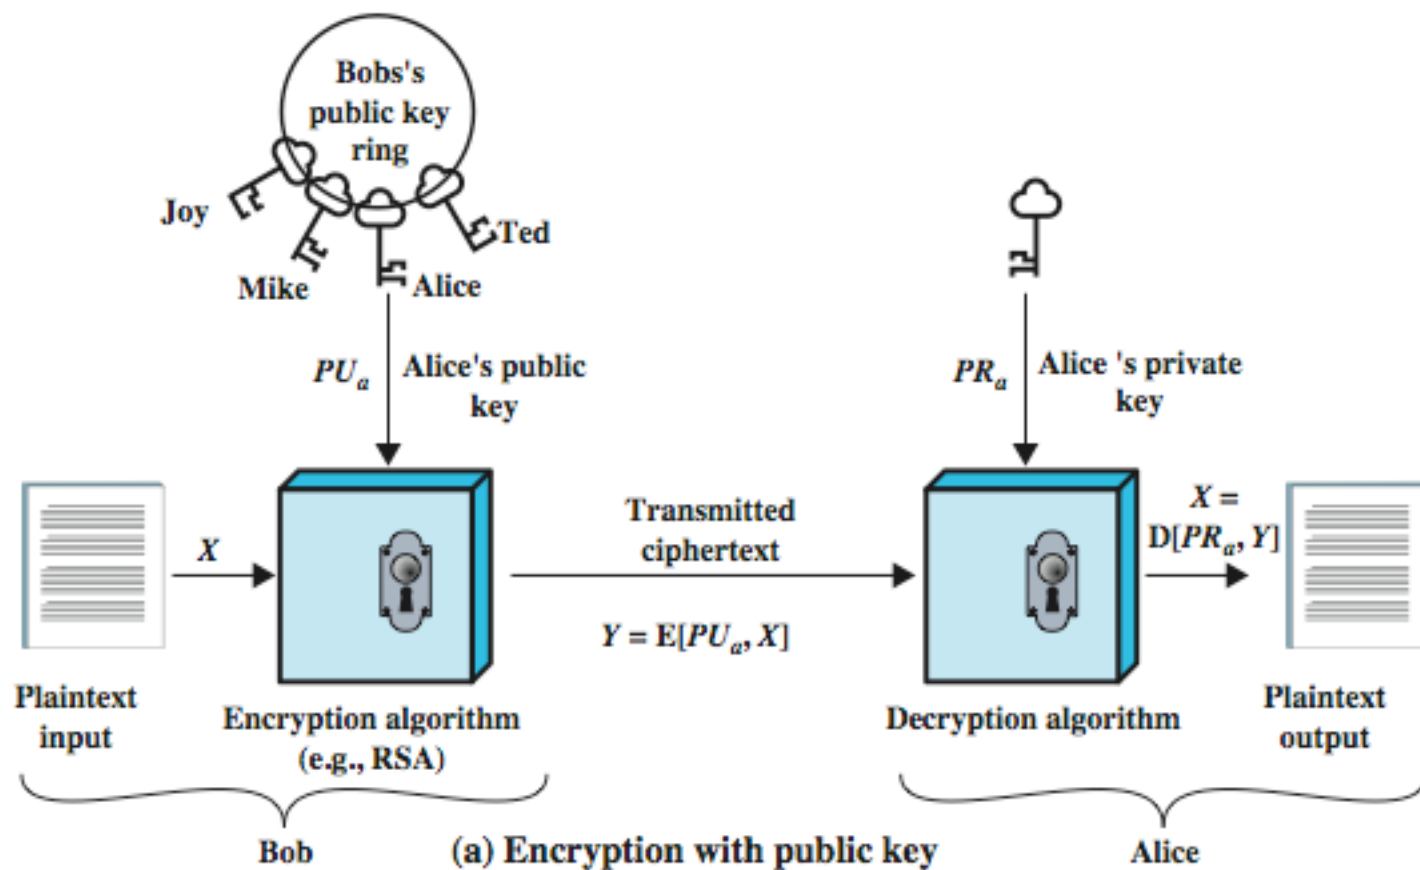 Bobs's
public key
ring
Joy
Ted
Mike
Alice
PUa
Alice's public
key
PRa
Alice 's private
key
X
Transmitted
ciphertext
Y = E[PUa, X]
X =
D[PRa, Y]
Plaintext
input
Encryption algorithm
(e.g., RSA)
Decryption algorithm
Plaintext
output
Bob
(a) Encryption with public key
Alice